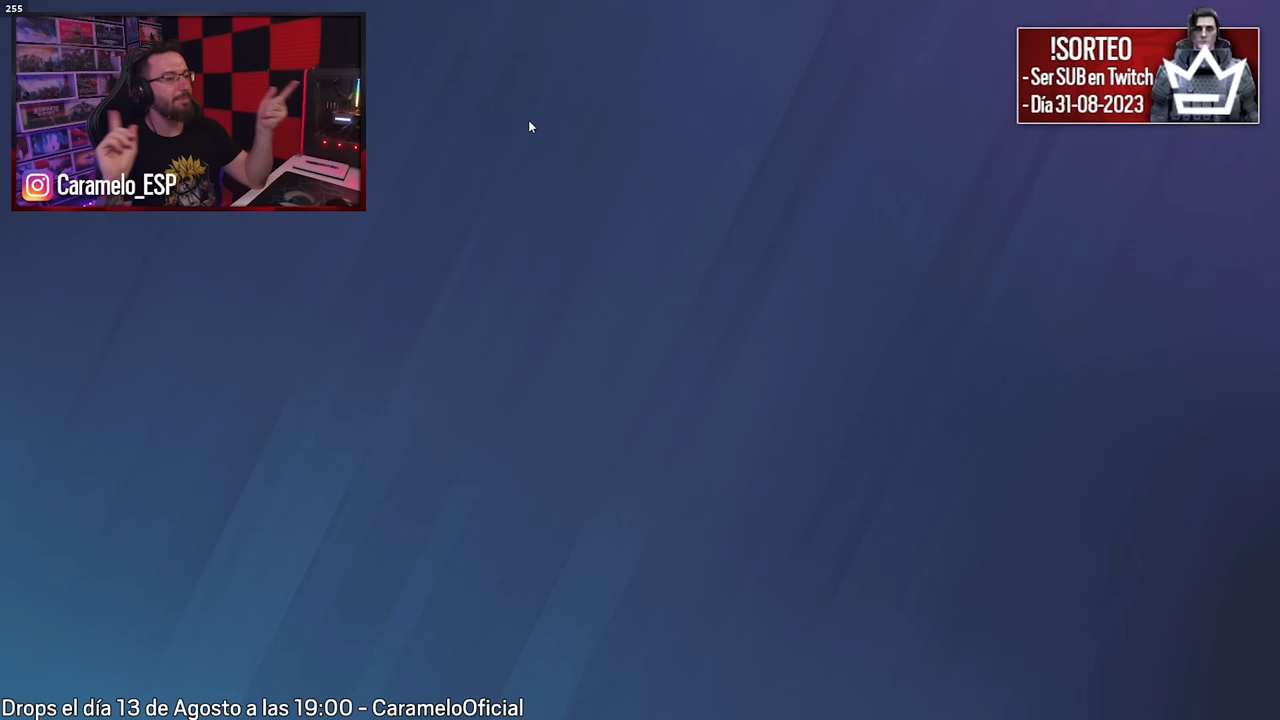 255
!SORTEO
- Ser SUB en Twitch
- Día 31-08-2023
Caramelo_ESP
Drops el día 13 de Agosto a las 19:00 - CarameloOficial